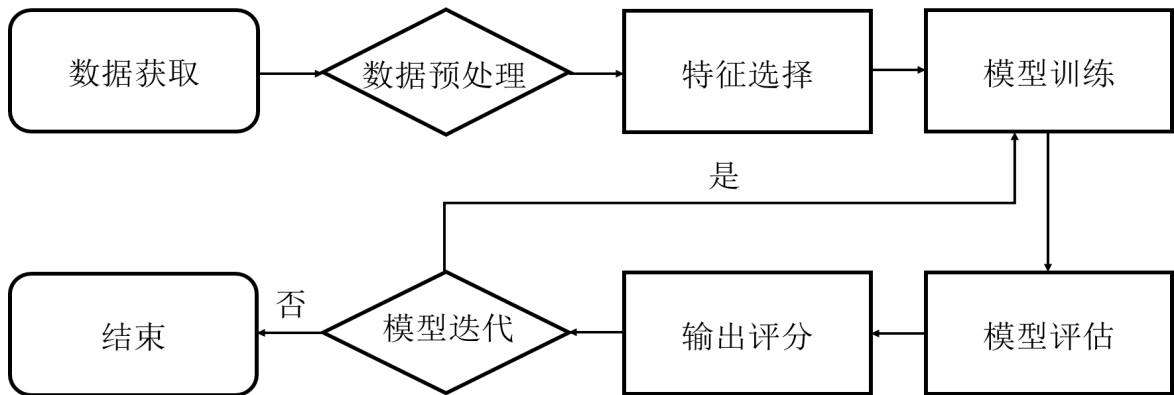 数据获取
数据预处理
特征选择
模型训练
是
结束
否
模型迭代
输出评分
模型评估